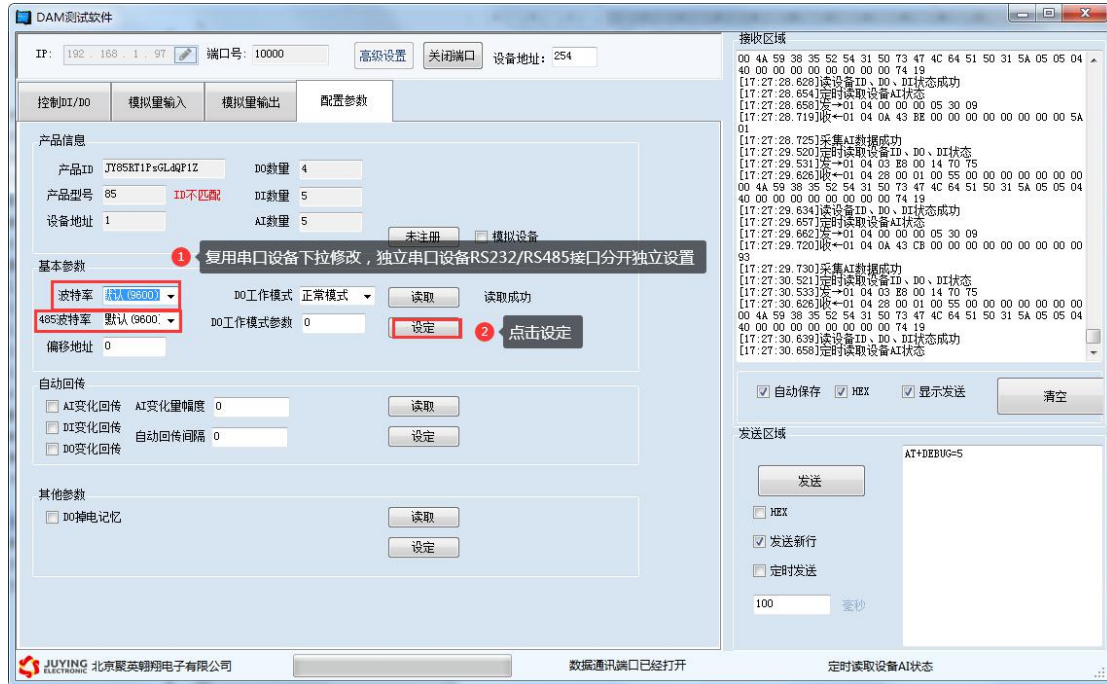 DAM测试软件
IP: 192 . 168 . 1 . 97 端口号: 10000 高级设置 关闭端口 设备地址: 254
控制DI/DO 模拟量输入 模拟量输出 配置参数
产品信息
产品ID JY85RT1PsGLdQP1Z DO数量 4
产品型号 85 ID不匹配 DI数量 5
设备地址 1 AI数量 5
未注册 模拟设备
1 复用串口设备下拉修改，独立串口设备RS232/RS485接口分开独立设置
基本参数
波特率 默认(9600) DO工作模式 正常模式 读取 读取成功
485波特率 默认(9600. DO工作模式参数 0 设定 2 点击设定
偏移地址 0
自动回传
AI变化回传 AI变化量幅度 0 读取
DI变化回传 自动回传间隔 0 设定
DO变化回传
其他参数
DO掉电记忆 读取
设定
接收区域
00 4A 59 38 35 52 54 31 50 73 47 4C 64 51 50 31 5A 05 05 04
40 00 00 00 00 00 00 00 74 19
[17:27:28.628]读设备ID、DO、DI状态成功
[17:27:28.654]定时读取设备AI状态
[17:27:28.658]发→01 04 00 00 00 05 30 09
[17:27:28.719]收←01 04 0A 43 BE 00 00 00 00 00 00 00 00 5A
01
[17:27:28.725]采集AI数据成功
[17:27:29.520]定时读取设备ID、DO、DI状态
[17:27:29.531]发→01 04 03 E8 00 14 70 75
[17:27:29.626]收←01 04 28 00 01 00 55 00 00 00 00 00 00 00
00 4A 59 38 35 52 54 31 50 73 47 4C 64 51 50 31 5A 05 05 04
40 00 00 00 00 00 00 00 74 19
[17:27:29.634]读设备ID、DO、DI状态成功
[17:27:29.657]定时读取设备AI状态
[17:27:29.662]发→01 04 00 00 00 05 30 09
[17:27:29.720]收←01 04 0A 43 CB 00 00 00 00 00 00 00 00
93
[17:27:29.730]采集AI数据成功
[17:27:30.521]定时读取设备ID、DO、DI状态
[17:27:30.533]发→01 04 03 E8 00 14 70 75
[17:27:30.626]收←01 04 28 00 01 00 55 00 00 00 00 00 00 00
00 4A 59 38 35 52 54 31 50 73 47 4C 64 51 50 31 5A 05 05 04
40 00 00 00 00 00 00 00 74 19
[17:27:30.639]读设备ID、DO、DI状态成功
[17:27:30.658]定时读取设备AI状态
自动保存 HEX 显示发送 清空
发送区域
AT+DEBUG=5
发送
HEX
发送新行
定时发送
100 毫秒
JUYING ELECTRONIC 北京聚英翱翔电子有限公司 数据通讯端口已经打开 定时读取设备AI状态